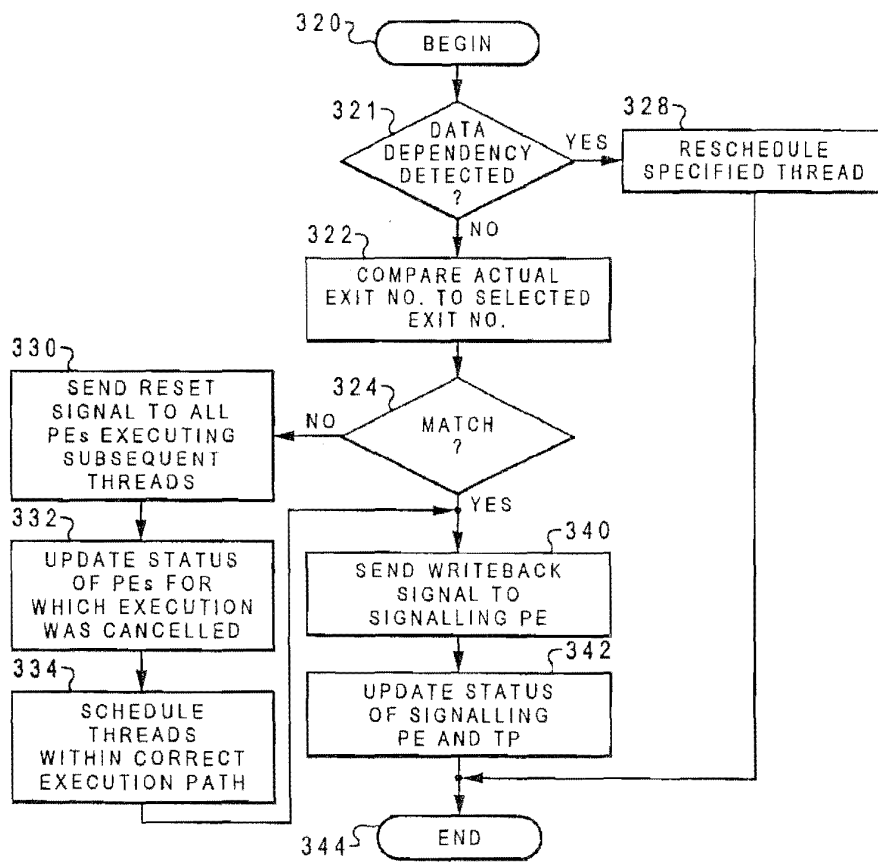 320
BEGIN
321
DATA
DEPENDENCY
DETECTED
?
YES
328
RESCHEDULE
SPECIFIED THREAD
NO
322
COMPARE ACTUAL
EXIT NO. TO SELECTED
EXIT NO.
330
SEND RESET
SIGNAL TO ALL
PEs EXECUTING
SUBSEQUENT
THREADS
324
NO
MATCH
?
YES
332
UPDATE STATUS
OF PEs FOR
WHICH EXECUTION
WAS CANCELLED
340
SEND WRITEBACK
SIGNAL TO
SIGNALLING PE
334
SCHEDULE
THREADS
WITHIN CORRECT
EXECUTION PATH
342
UPDATE STATUS
OF SIGNALLING
PE AND TP
344
END